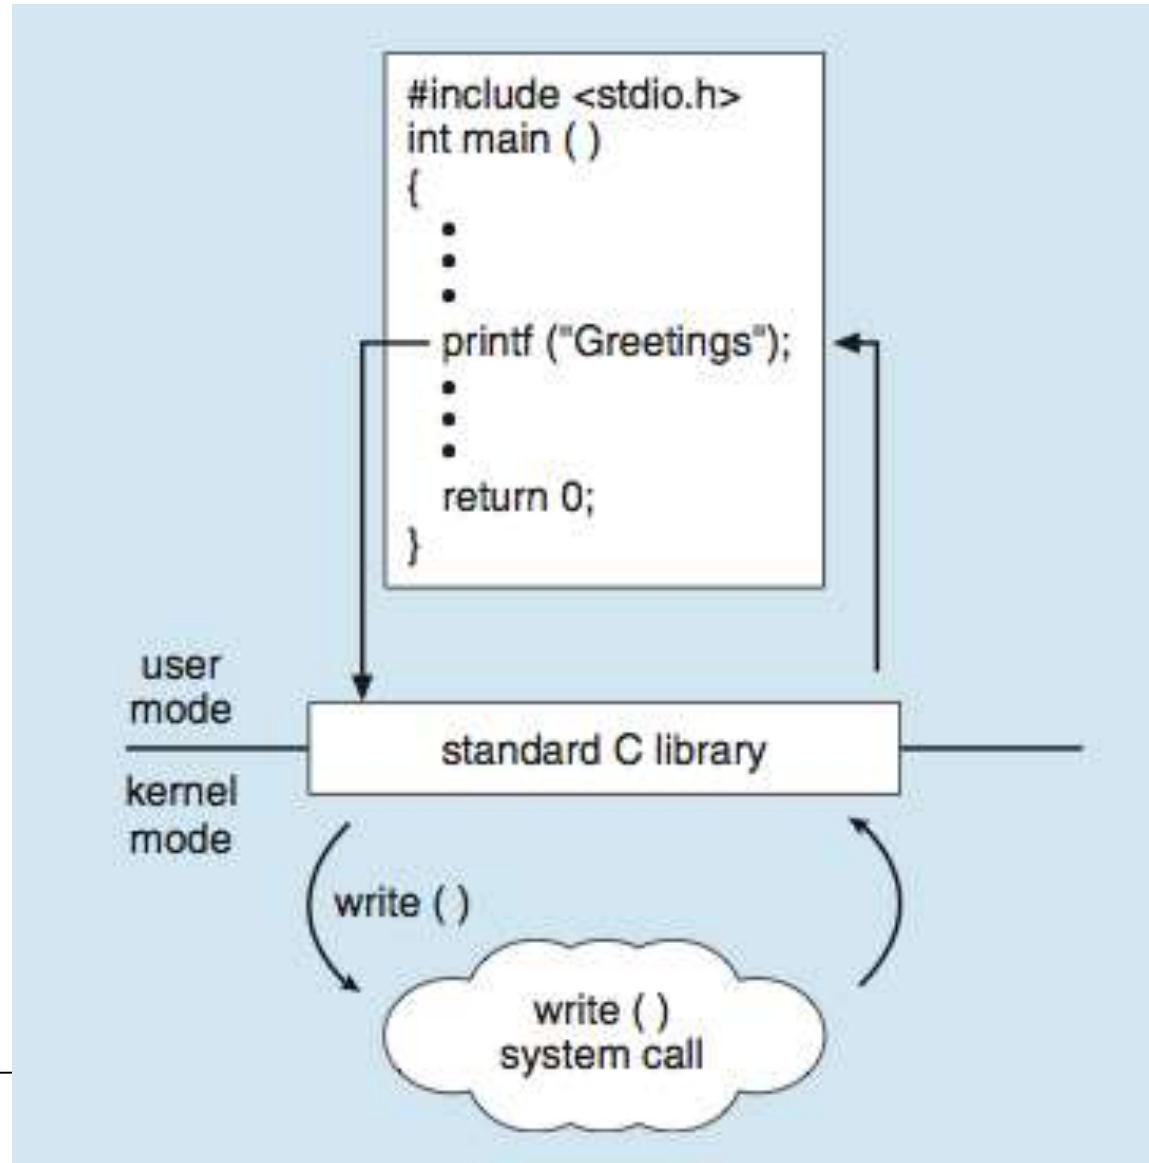 #include <stdio.h>
int main ( )
{
•
•
•
printf ("Greetings");
•
•
•
return 0;
}
user
mode
standard C library
kernel
mode
write ( )
write ( )
system call